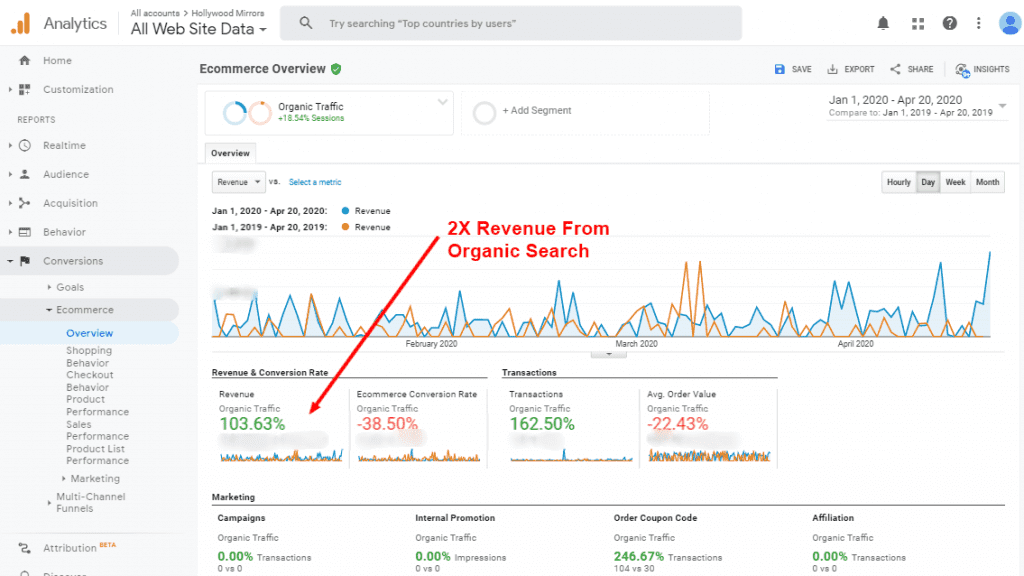 Analytics
All accounts > Hollywood Mirrors
All Web Site Data
Try searching “Top countries by users”
Home
Customization
REPORTS
Realtime
Audience
Acquisition
Behavior
Conversions
Goals
Ecommerce
Overview
Shopping
Behavior
Checkout
Behavior
Product
Performance
Sales
Performance
Product List
Performance
Marketing
Multi-Channel
Funnels
Attribution BETA
Discover
Ecommerce Overview
SAVE
EXPORT
SHARE
INSIGHTS
Organic Traffic
+18.54% Sessions
+ Add Segment
Jan 1, 2020 - Apr 20, 2020
Compare to: Jan 1, 2019 - Apr 20, 2019
Overview
Revenue vs. Select a metric
Hourly Day Week Month
Jan 1, 2020 - Apr 20, 2020: Revenue
Jan 1, 2019 - Apr 20, 2019: Revenue
2X Revenue From
Organic Search
February 2020 March 2020 April 2020
Revenue & Conversion Rate
Revenue
Organic Traffic
103.63%
Ecommerce Conversion Rate
Organic Traffic
-38.50%
Transactions
Transactions
Organic Traffic
162.50%
Avg. Order Value
Organic Traffic
-22.43%
Marketing
Campaigns
Organic Traffic
0.00% Transactions
0 vs 0
Internal Promotion
Organic Traffic
0.00% Impressions
0 vs 0
Order Coupon Code
Organic Traffic
246.67% Transactions
104 vs 30
Affiliation
Organic Traffic
0.00% Transactions
0 vs 0